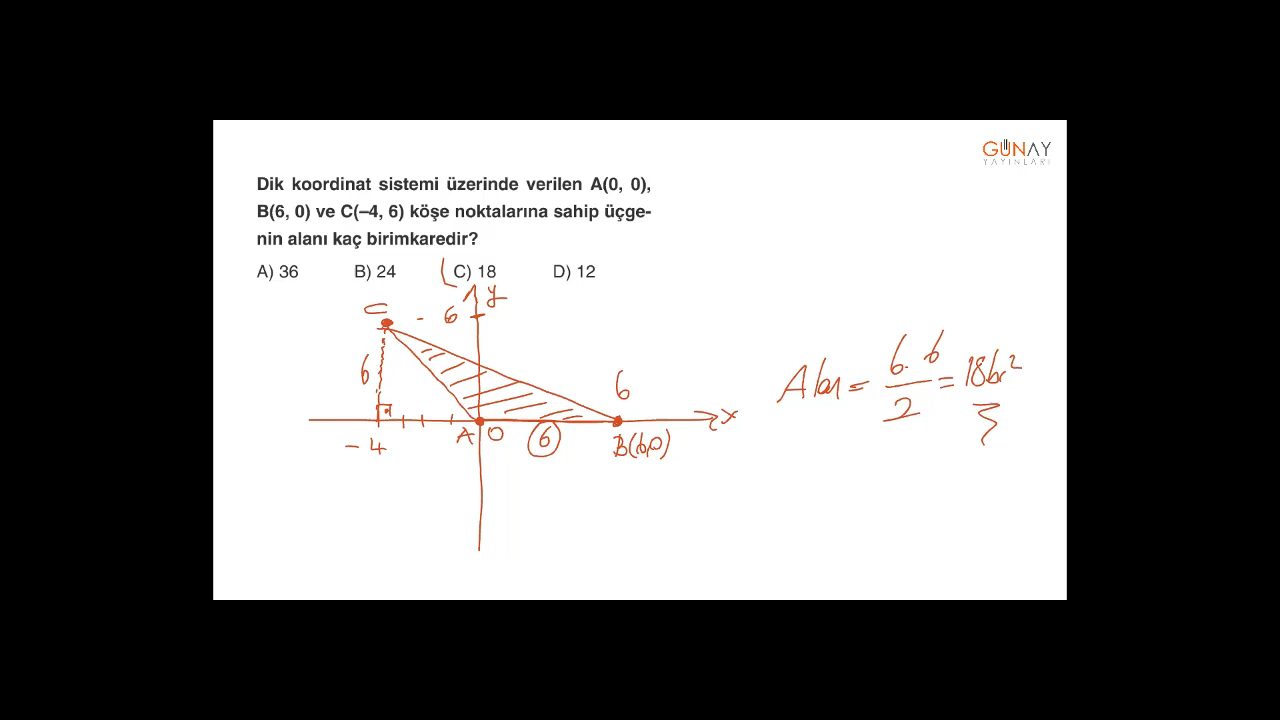 GÜNAY
YAYINLARI
Dik koordinat sistemi üzerinde verilen A(0, 0),
B(6, 0) ve C(–4, 6) köşe noktalarına sahip üçge-
nin alanı kaç birimkaredir?
A) 36 B) 24 C) 18 D) 12
y
C
- 6
6
6
x
-4
A O
6
B(6,0)
Alan = 6.6/2 = 18br²